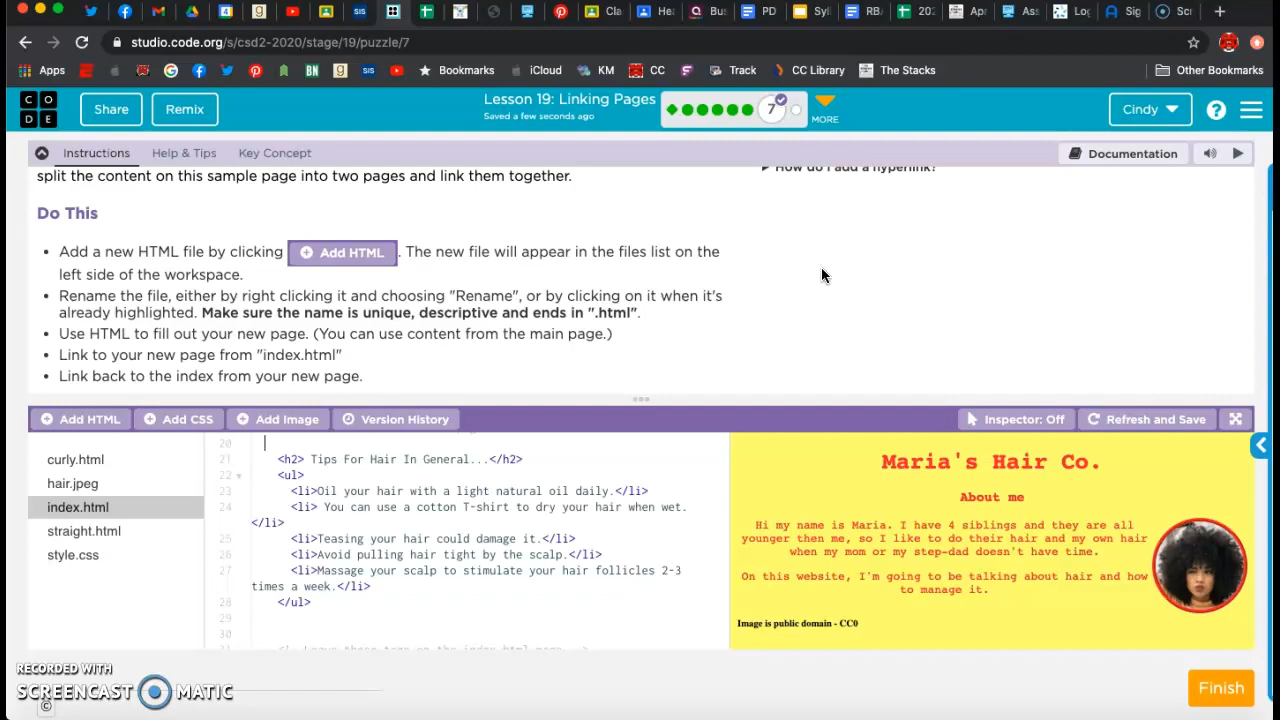 Cla
Hea
Bus
PD
Syl
RBA
202
Apr
Ass
Log
Sig
Scr
studio.code.org/s/csd2-2020/stage/19/puzzle/7
Apps
BN
SIS
Bookmarks
iCloud
KM
CC
Track
CC Library
The Stacks
Other Bookmarks
C O
D E
Share
Remix
Lesson 19: Linking Pages
Saved a few seconds ago
7
MORE
Cindy
?
Instructions
Help & Tips
Key Concept
Documentation
split the content on this sample page into two pages and link them together.
How do I add a hyperlink?
Do This
• Add a new HTML file by clicking Add HTML. The new file will appear in the files list on the
left side of the workspace.
• Rename the file, either by right clicking it and choosing "Rename", or by clicking on it when it's
already highlighted. Make sure the name is unique, descriptive and ends in ".html".
• Use HTML to fill out your new page. (You can use content from the main page.)
• Link to your new page from "index.html"
• Link back to the index from your new page.
Add HTML
Add CSS
Add Image
Version History
Inspector: Off
Refresh and Save
curly.html
hair.jpeg
index.html
straight.html
style.css
20
21 <h2> Tips For Hair In General...</h2>
22 <ul>
23 <li>Oil your hair with a light natural oil daily.</li>
24 <li> You can use a cotton T-shirt to dry your hair when wet.
</li>
25 <li>Teasing your hair could damage it.</li>
26 <li>Avoid pulling hair tight by the scalp.</li>
27 <li>Massage your scalp to stimulate your hair follicles 2-3
times a week.</li>
28 </ul>
29
30
Maria's Hair Co.
About me
Hi my name is Maria. I have 4 siblings and they are all
younger then me, so I like to do their hair and my own hair
when my mom or my step-dad doesn't have time.
On this website, I'm going to be talking about hair and how
to manage it.
Image is public domain - CC0
RECORDED WITH
SCREENCAST MATIC
©
Finish